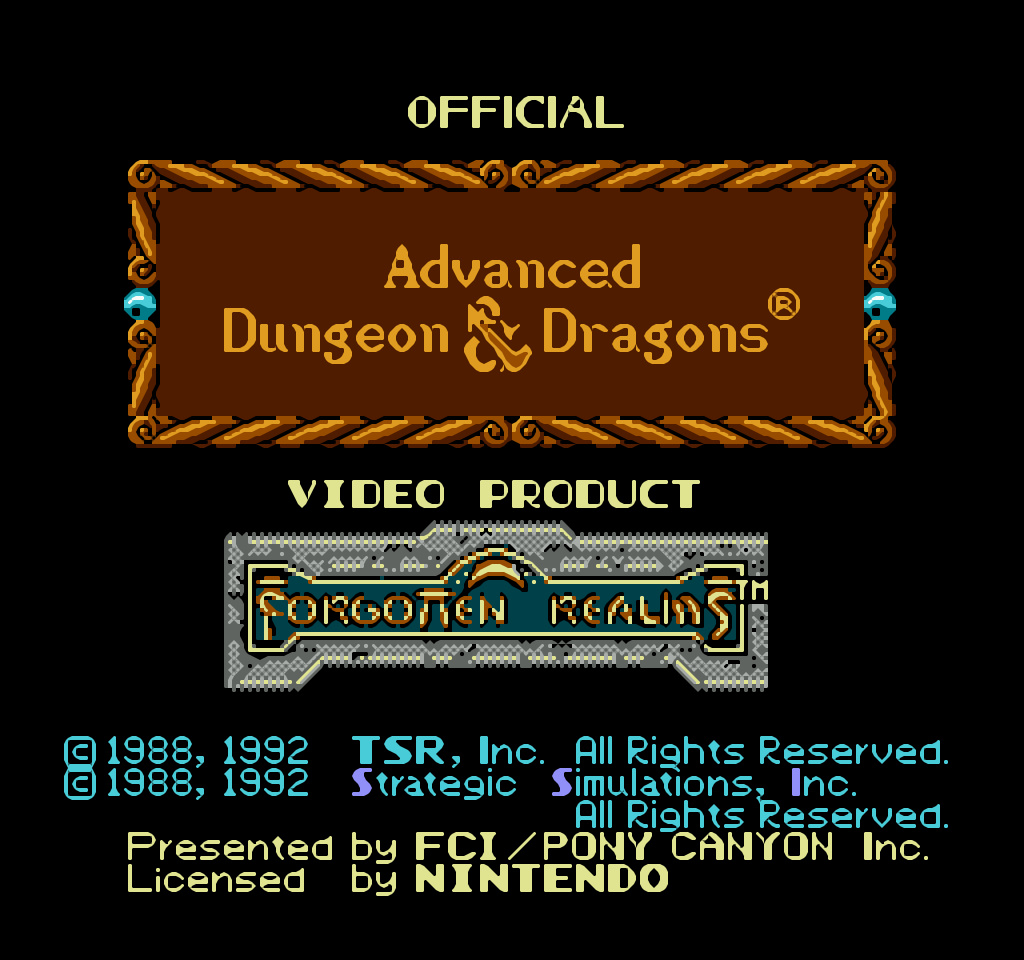 OFFICIAL
Advanced
Dungeon & Dragons®
VIDEO PRODUCT
FORGOTTEN REALMS™
© 1988, 1992 TSR, Inc. All Rights Reserved.
© 1988, 1992 Strategic Simulations, Inc.
All Rights Reserved.
Presented by FCI/PONY CANYON Inc.
Licensed by NINTENDO